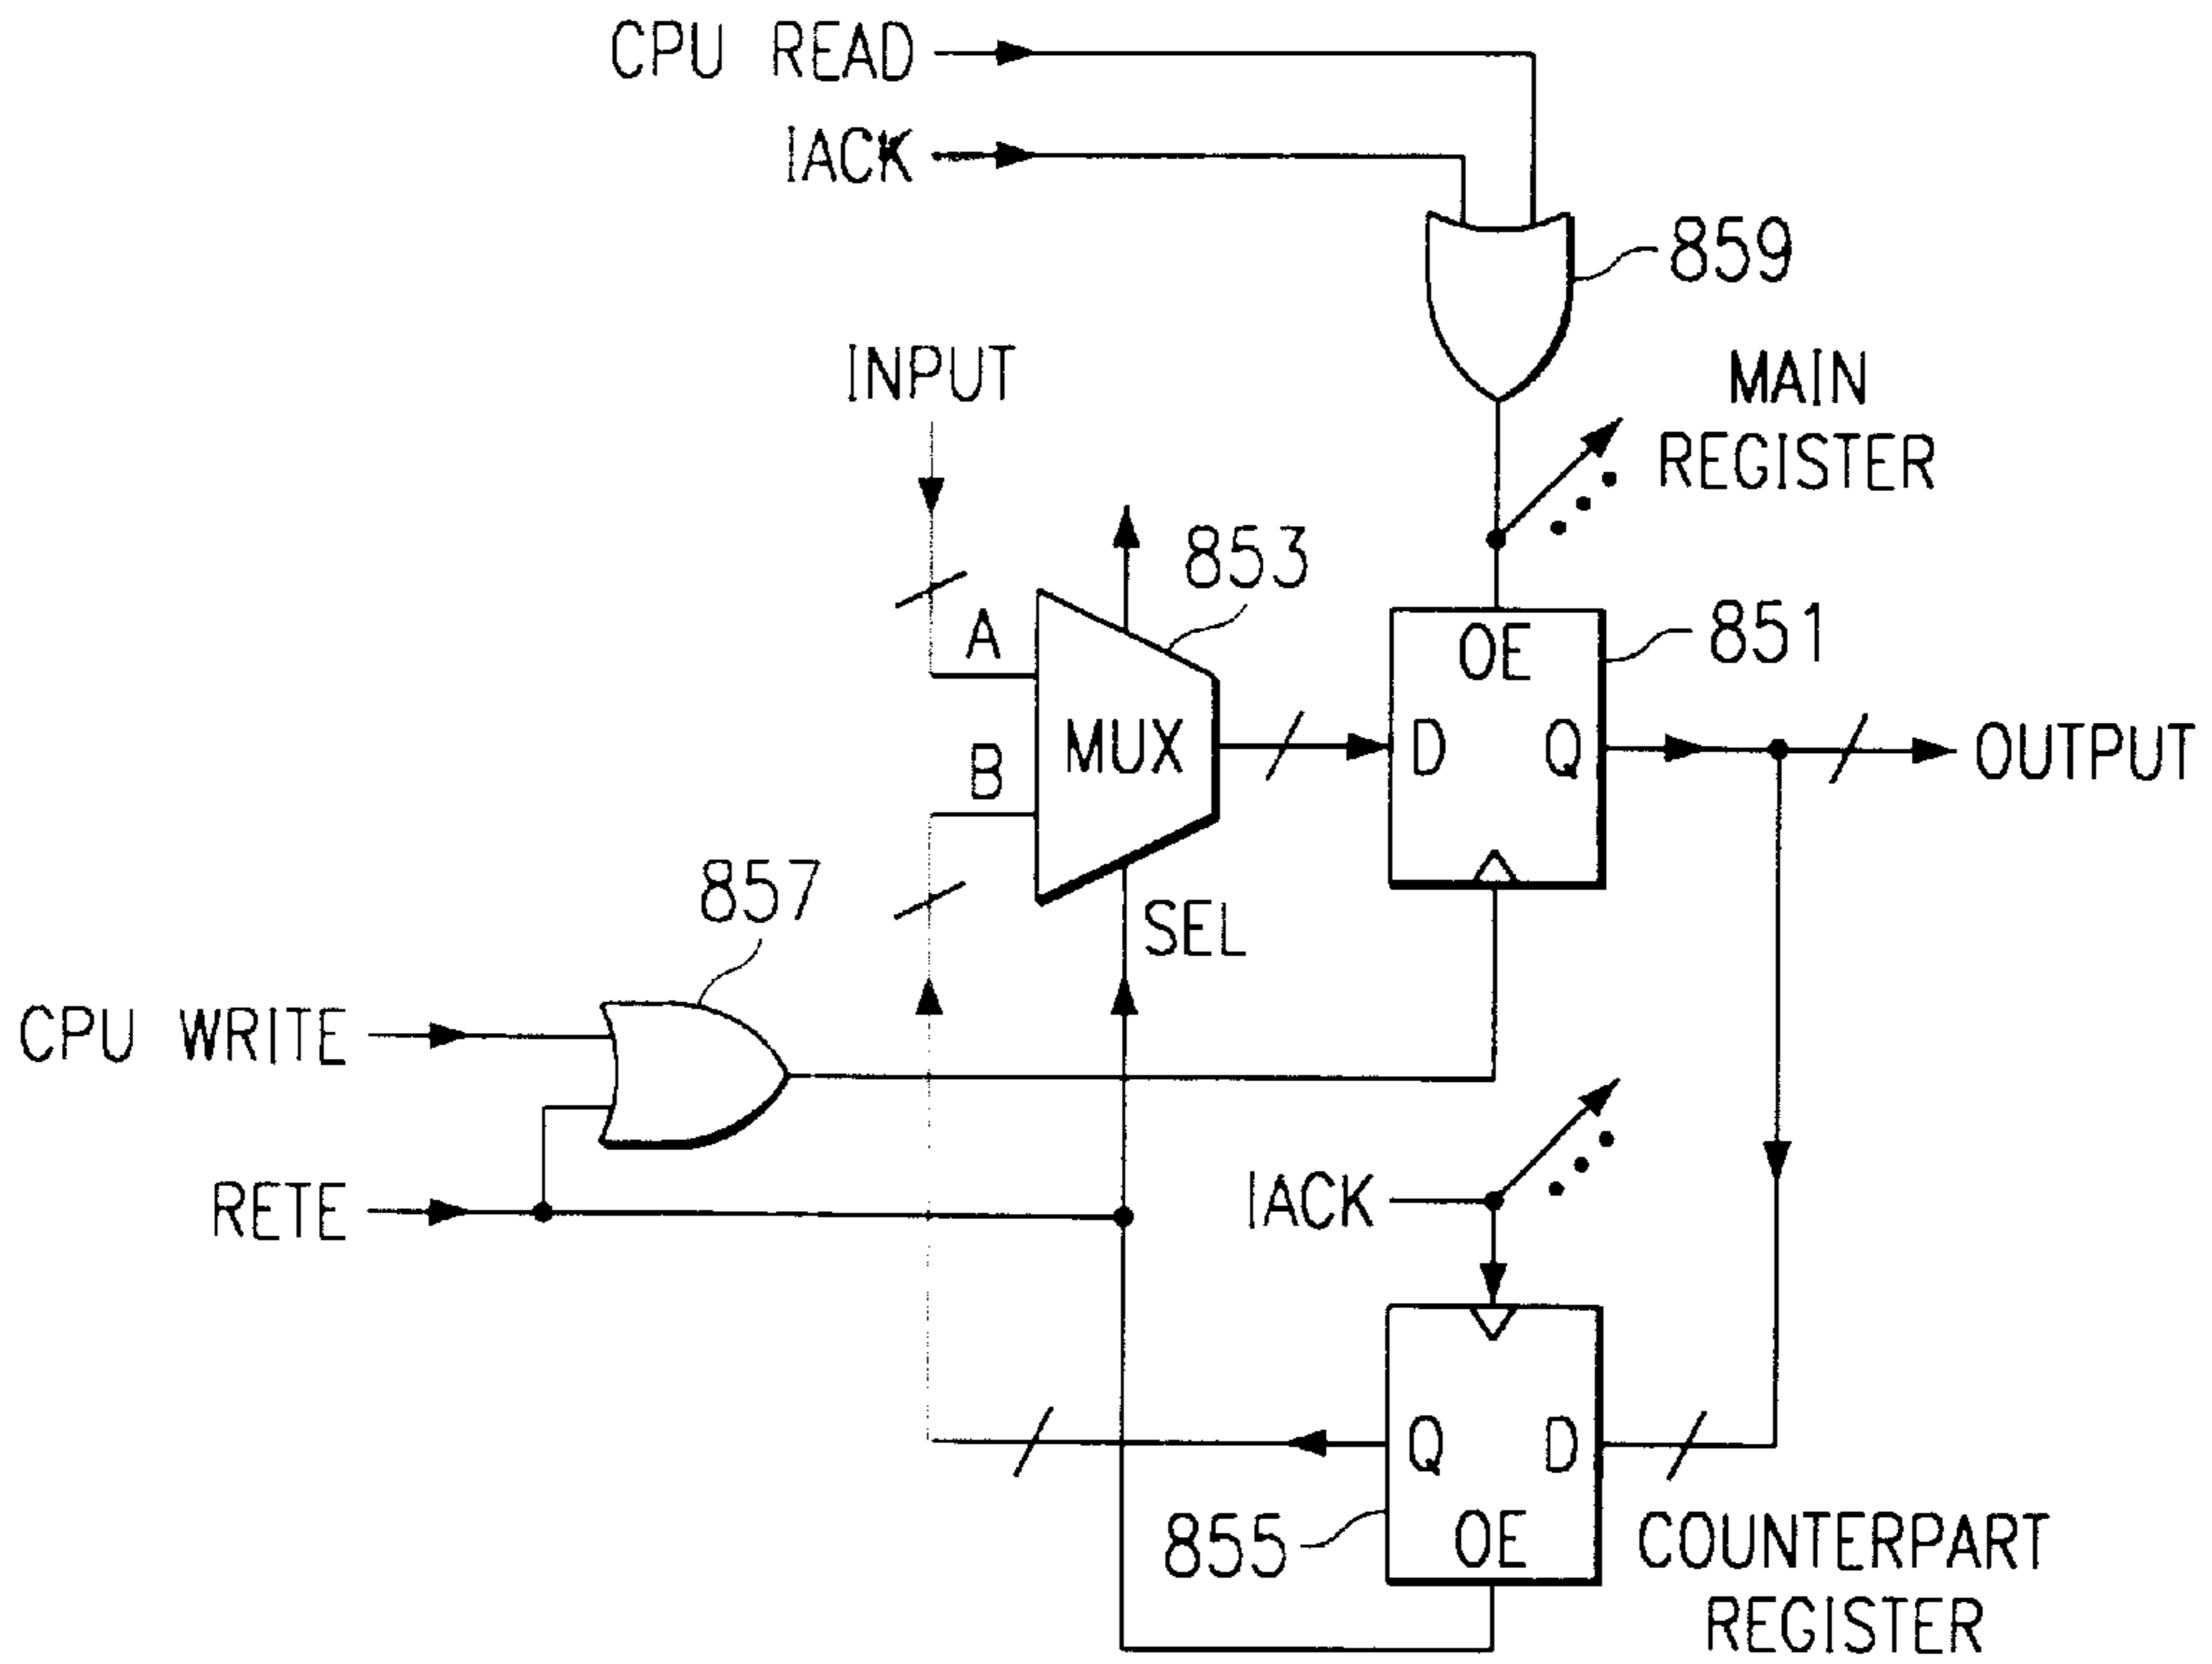 CPU READ
IACK
859
INPUT
MAIN
REGISTER
853
A
OE
851
MUX
D
Q
OUTPUT
B
857
SEL
CPU WRITE
RETE
IACK
Q
D
855
OE
COUNTERPART
REGISTER